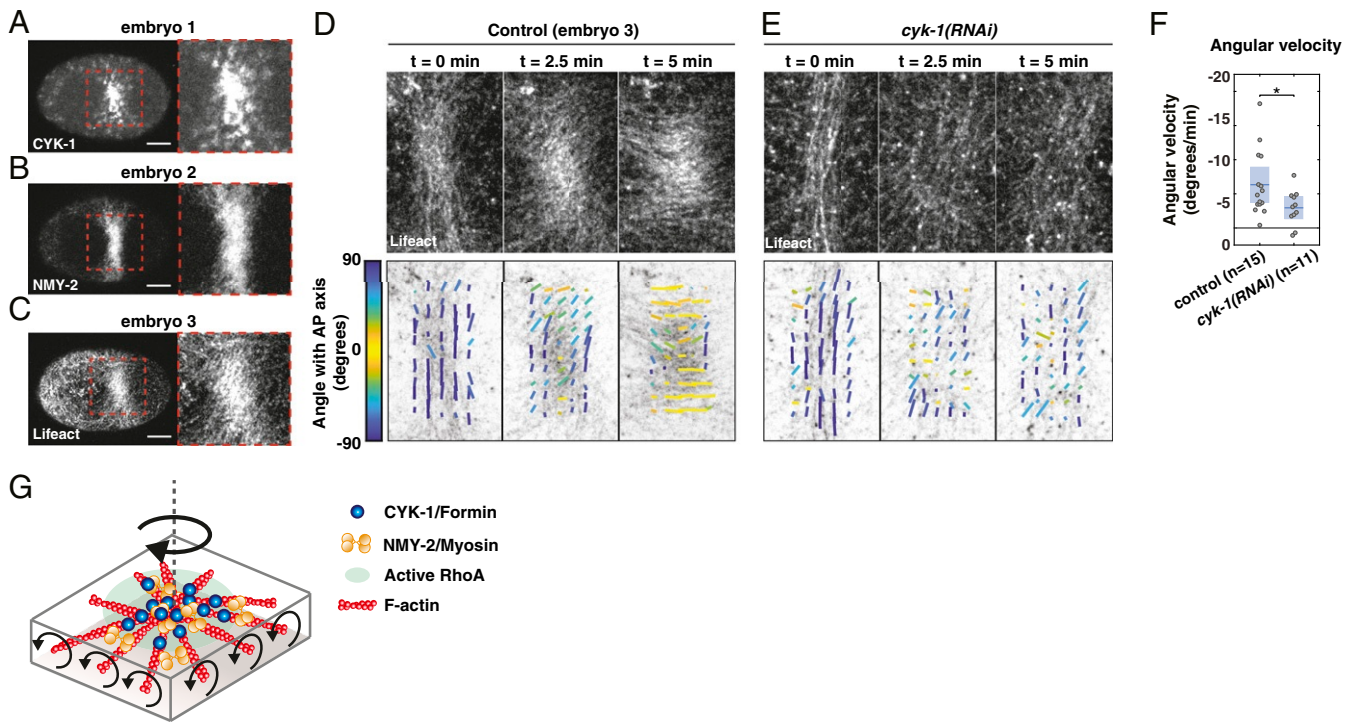 A
embryo 1
CYK-1
B
embryo 2
NMY-2
C
embryo 3
Lifeact
D
Control (embryo 3)
t = 0 min
t = 2.5 min
t = 5 min
Lifeact
Angle with AP axis
(degrees)
90
0
-90
E
cyk-1(RNAi)
t = 0 min
t = 2.5 min
t = 5 min
Lifeact
F
Angular velocity
Angular velocity
(degrees/min)
-20
-15
-10
-5
0
*
control (n=15)
cyk-1(RNAi) (n=11)
G
CYK-1/Formin
NMY-2/Myosin
Active RhoA
F-actin